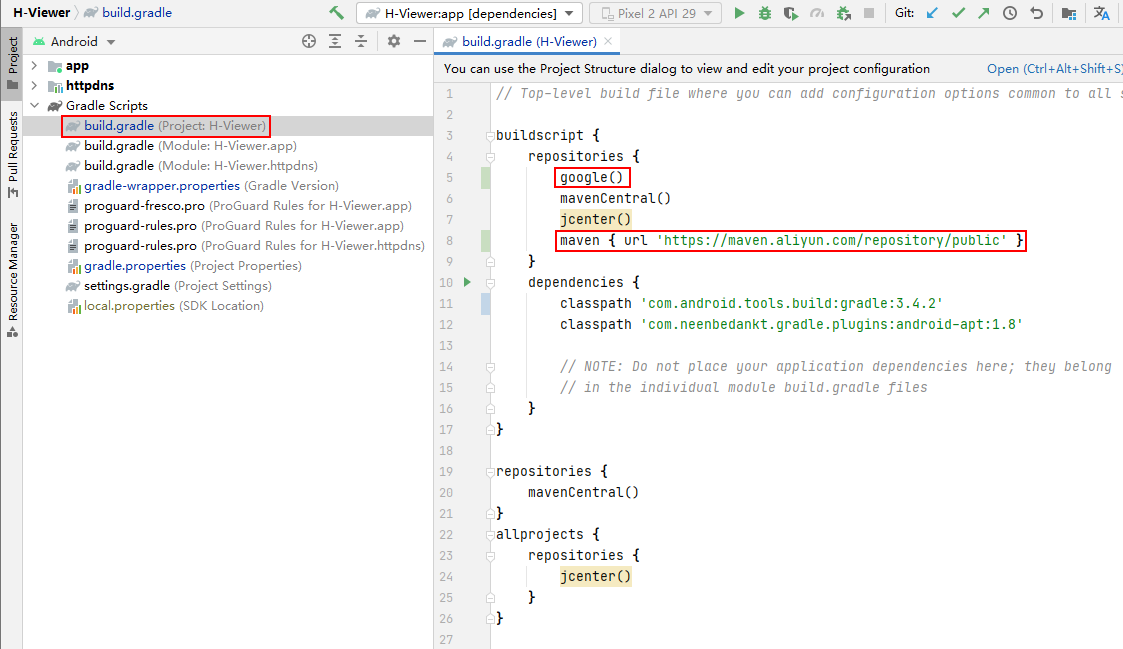 H-Viewer build.gradle H-Viewer:app [dependencies] Pixel 2 API 29 Git:
Project
Pull Requests
Resource Manager
Android
app
httpdns
Gradle Scripts
build.gradle (Project: H-Viewer)
build.gradle (Module: H-Viewer.app)
build.gradle (Module: H-Viewer.httpdns)
gradle-wrapper.properties (Gradle Version)
proguard-fresco.pro (ProGuard Rules for H-Viewer.app)
proguard-rules.pro (ProGuard Rules for H-Viewer.app)
proguard-rules.pro (ProGuard Rules for H-Viewer.httpdns)
gradle.properties (Project Properties)
settings.gradle (Project Settings)
local.properties (SDK Location)
build.gradle (H-Viewer)
You can use the Project Structure dialog to view and edit your project configuration Open (Ctrl+Alt+Shift+S)
1 // Top-level build file where you can add configuration options common to all s
2
3 buildscript {
4 repositories {
5 google()
6 mavenCentral()
7 jcenter()
8 maven { url 'https://maven.aliyun.com/repository/public' }
9 }
10 dependencies {
11 classpath 'com.android.tools.build:gradle:3.4.2'
12 classpath 'com.neenbedankt.gradle.plugins:android-apt:1.8'
13
14 // NOTE: Do not place your application dependencies here; they belong
15 // in the individual module build.gradle files
16 }
17 }
18
19 repositories {
20 mavenCentral()
21 }
22 allprojects {
23 repositories {
24 jcenter()
25 }
26 }
27